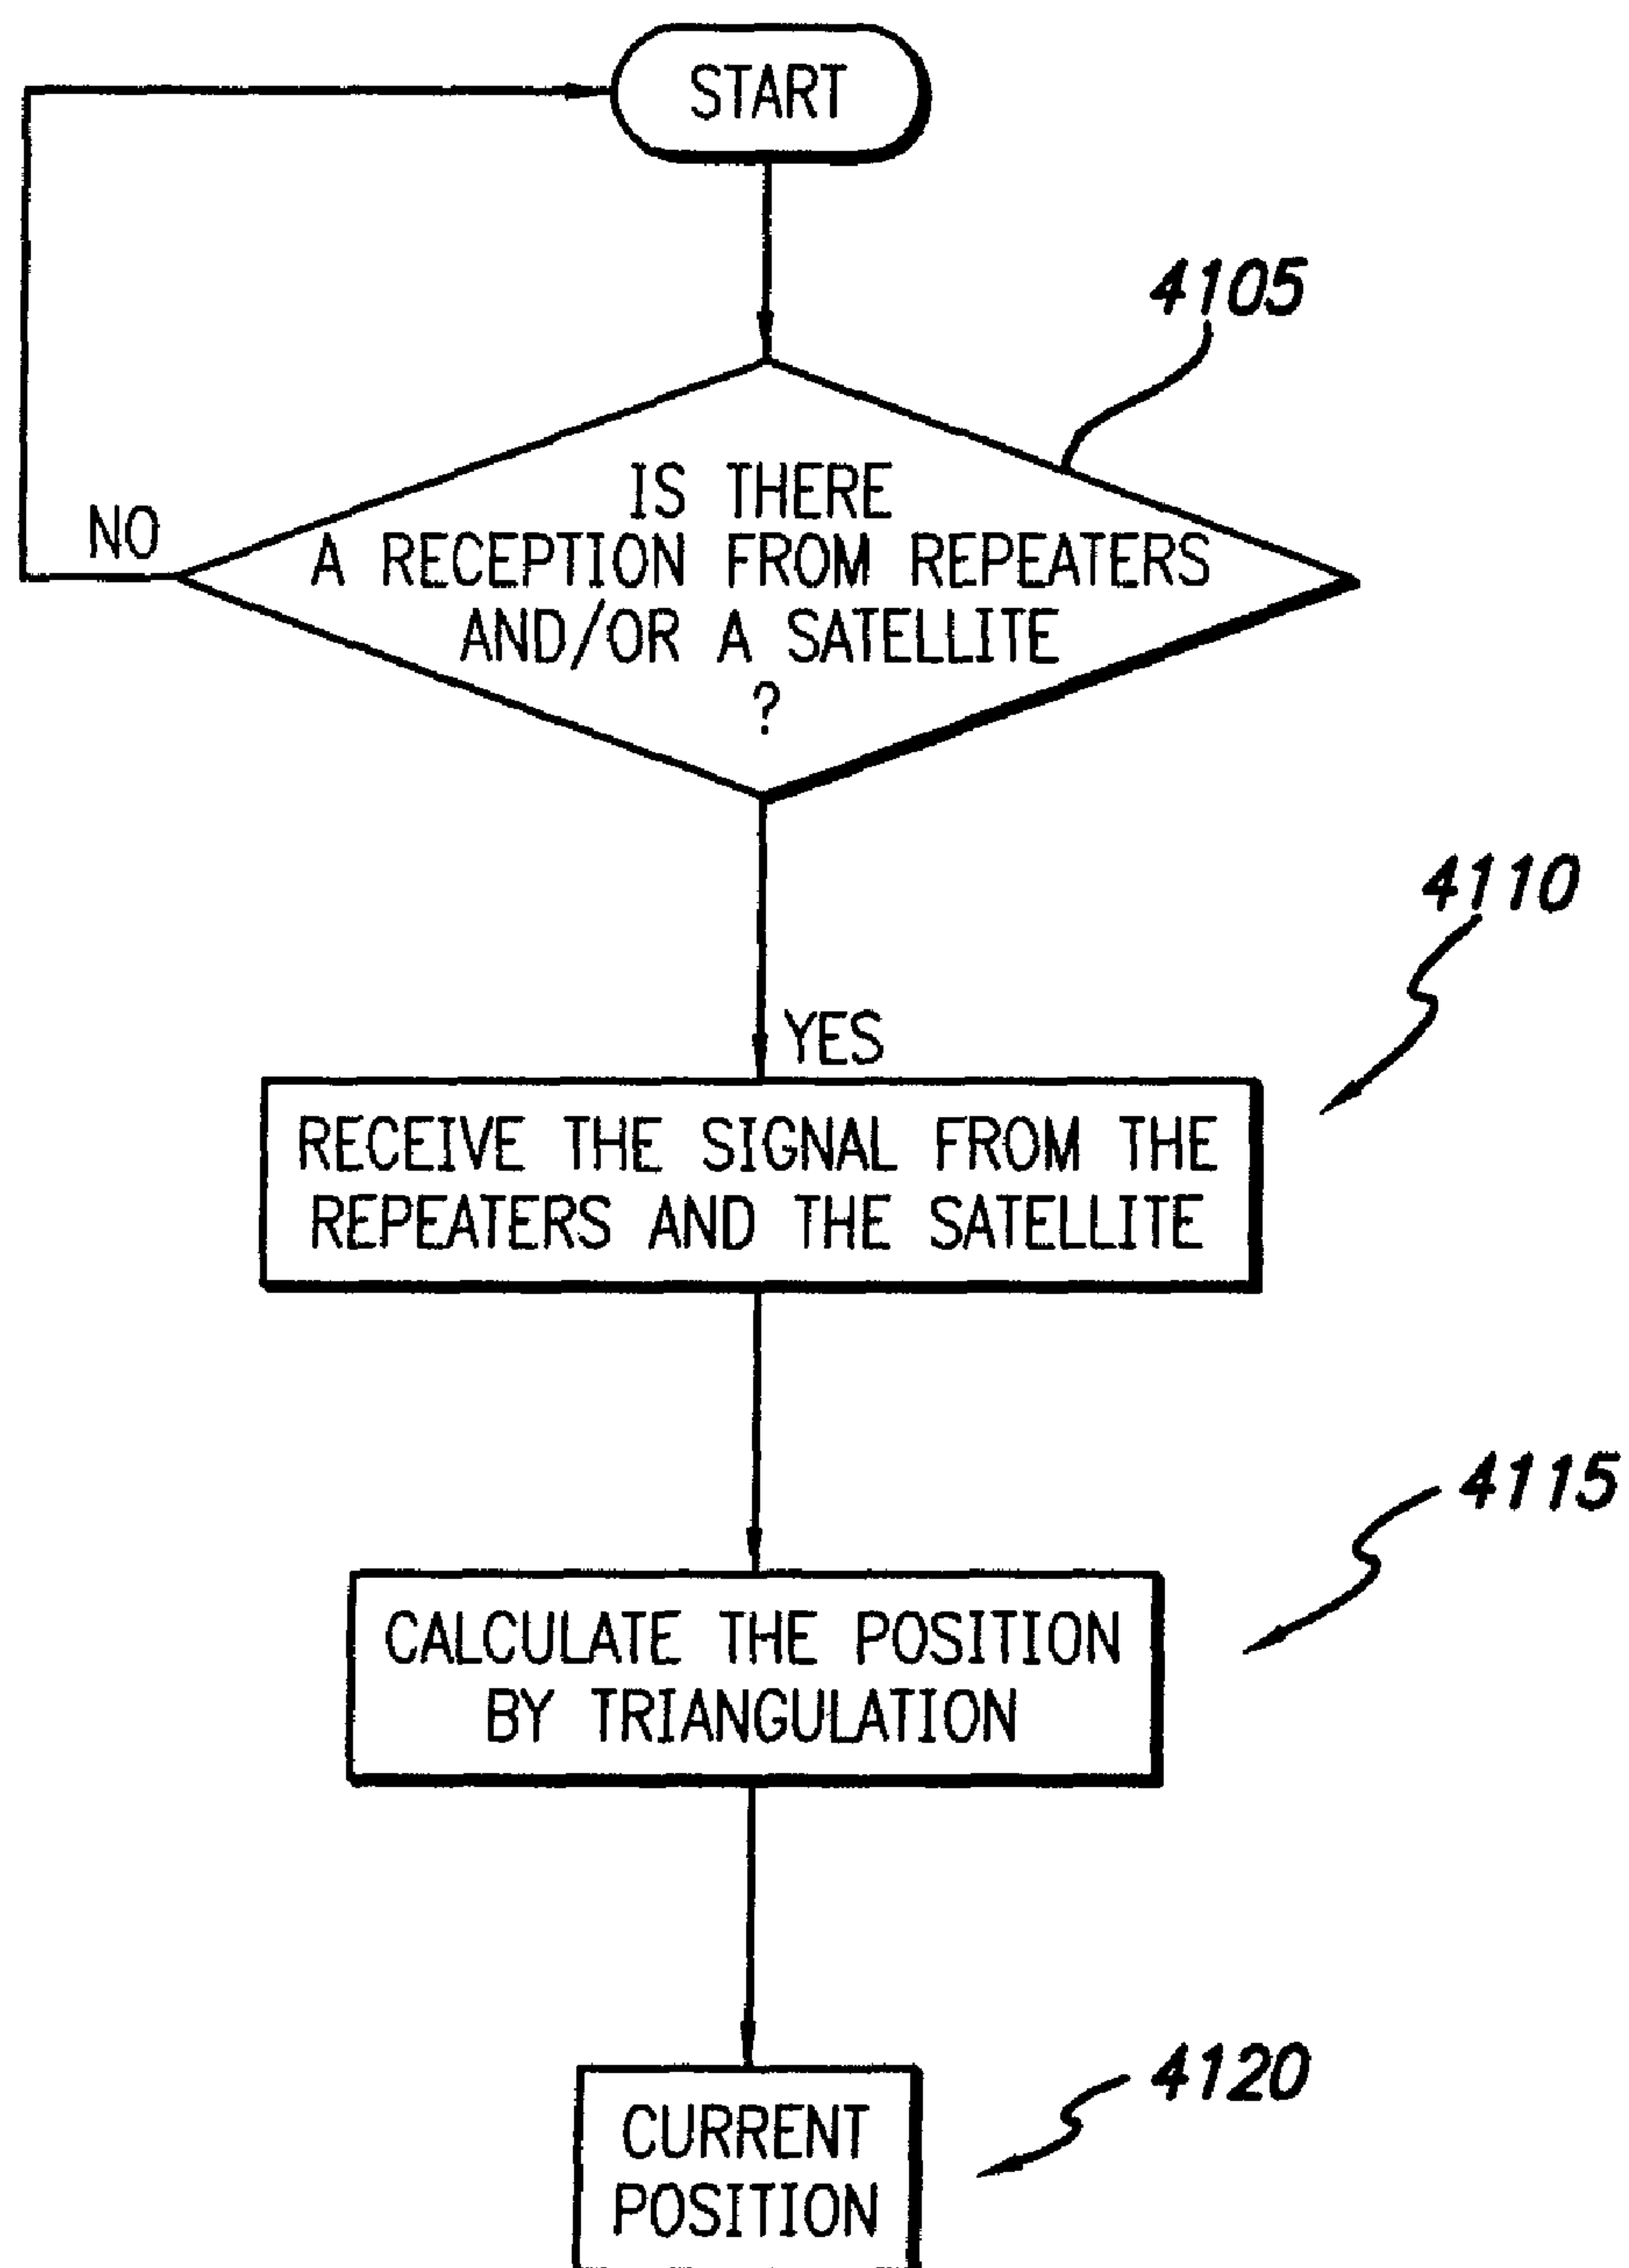 START
4105
IS THERE
A RECEPTION FROM REPEATERS
AND/OR A SATELLITE
?
NO
4110
YES
RECEIVE THE SIGNAL FROM THE
REPEATERS AND THE SATELLITE
4115
CALCULATE THE POSITION
BY TRIANGULATION
4120
CURRENT
POSITION